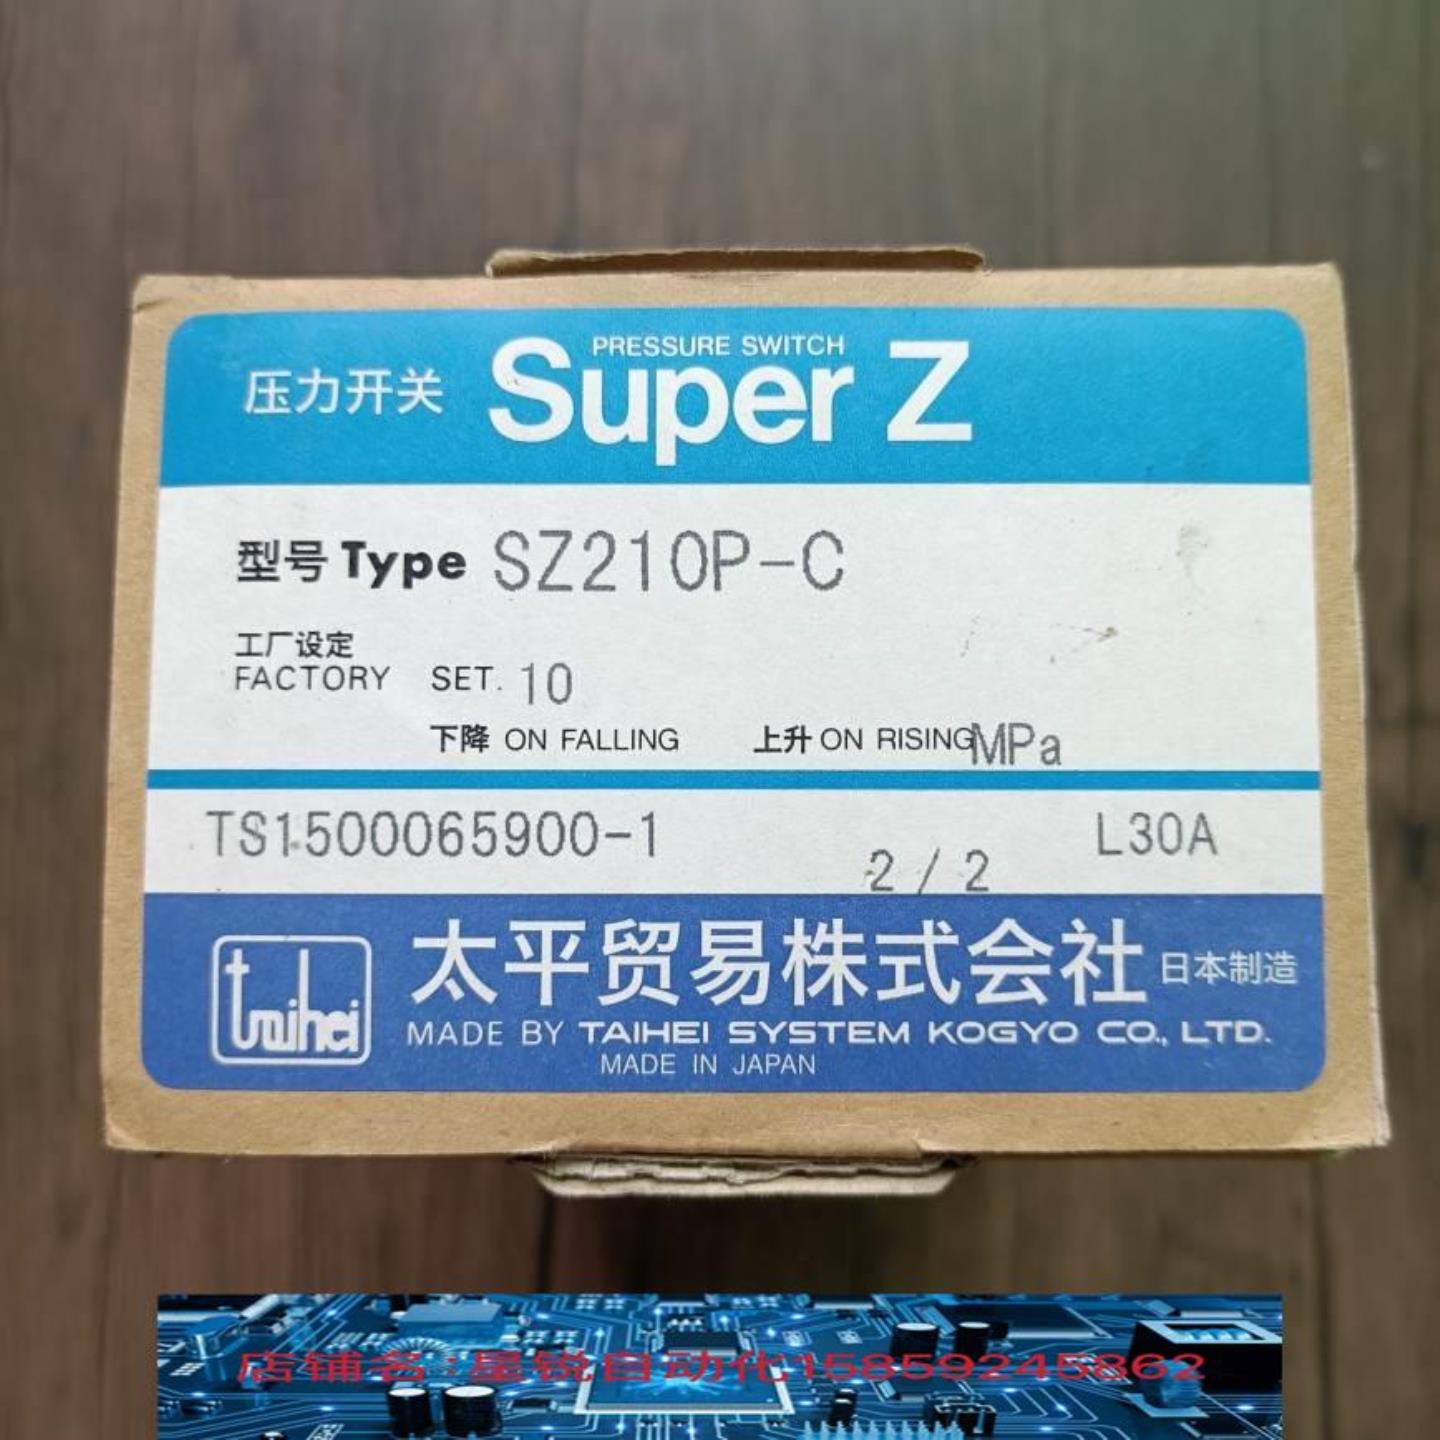 PRESSURE SWITCH
压力开关 Super Z
型号 Type SZ210P-C
工厂设定
FACTORY SET. 10
下降 ON FALLING 上升 ON RISING MPa
TS1500065900-1 L30A
2 / 2
taihei
太平贸易株式会社 日本制造
MADE BY TAIHEI SYSTEM KOGYO CO., LTD.
MADE IN JAPAN
店铺名:星锐自动化15859245862